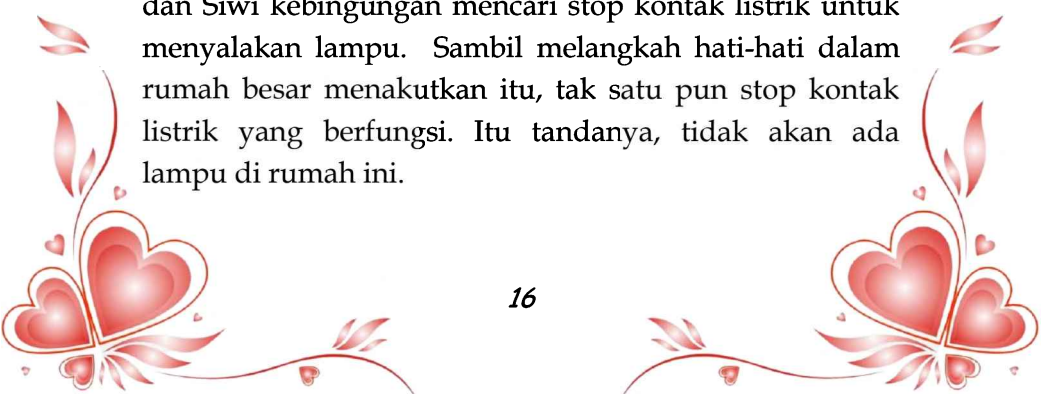 dan Siwi kebingungan mencari stop kontak listrik untuk
menyalakan lampu. Sambil melangkah hati-hati dalam
rumah besar menakutkan itu, tak satu pun stop kontak
listrik yang berfungsi. Itu tandanya, tidak akan ada
lampu di rumah ini.
16